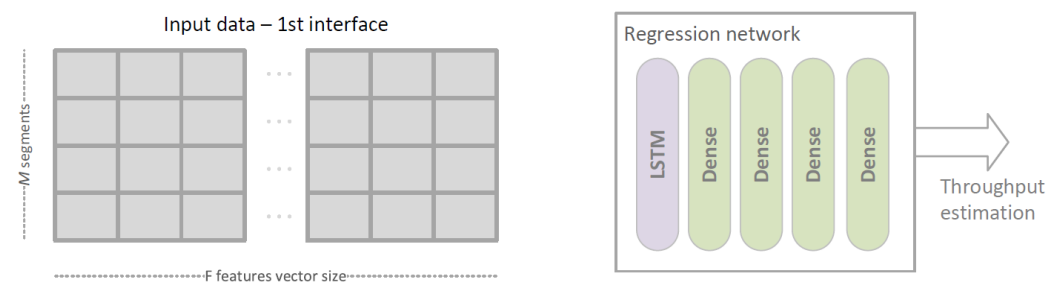 Input data – 1st interface
M segments
F features vector size
Regression network
LSTM
Dense
Dense
Dense
Dense
Throughput
estimation